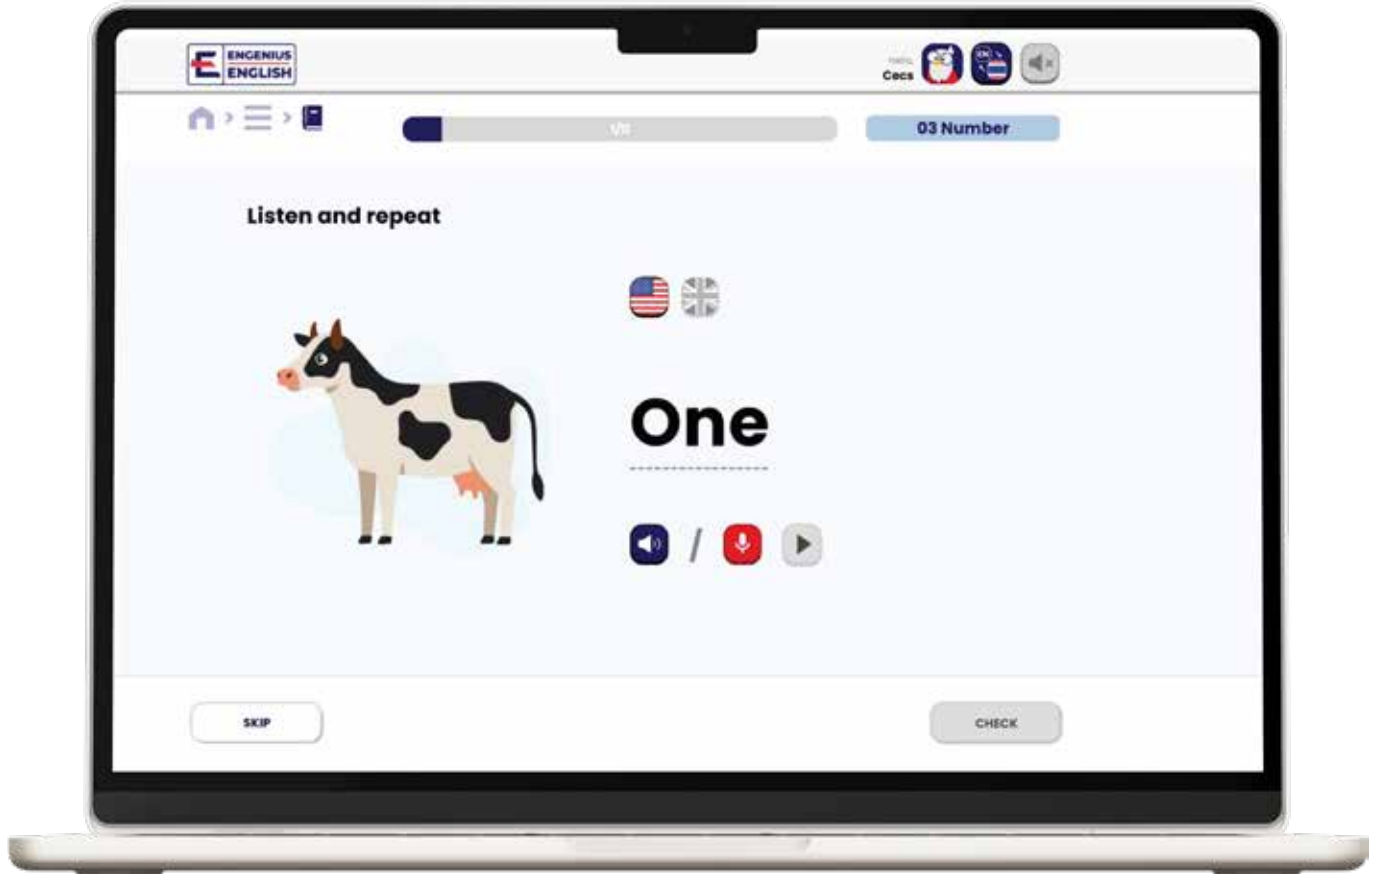 ENGENIUS
ENGLISH
Cecs
03 Number
Listen and repeat
One
SKIP
CHECK